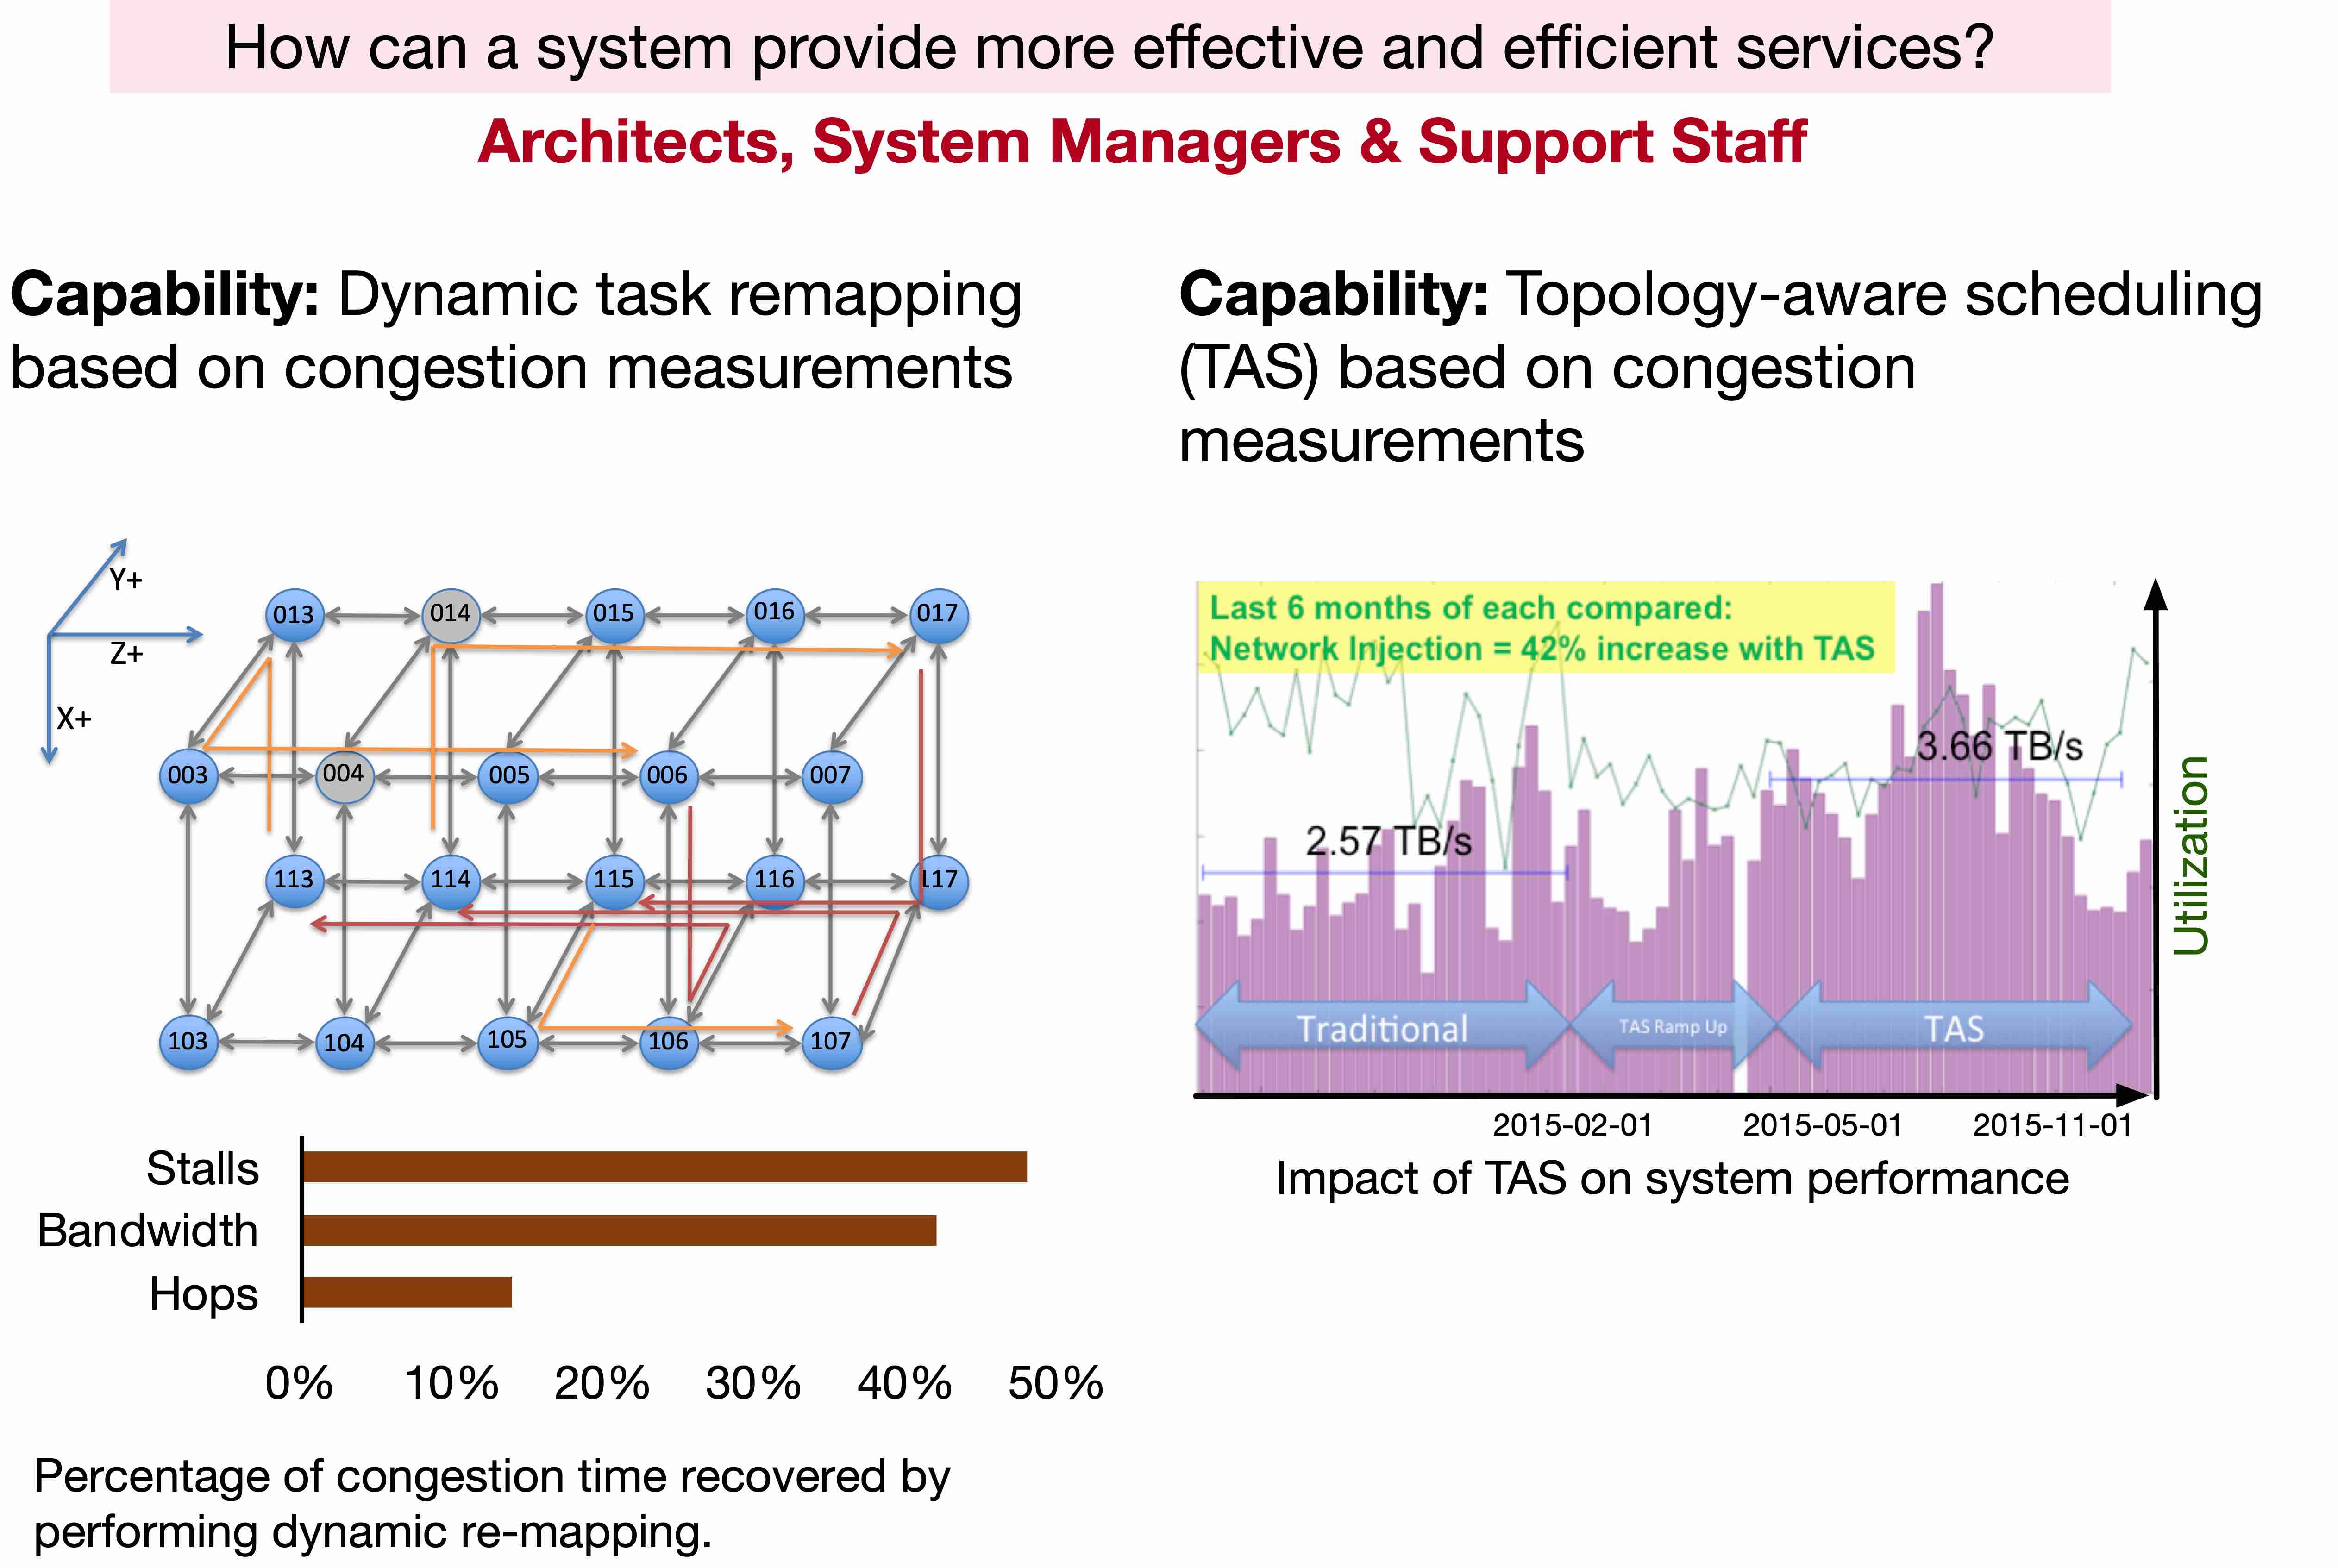 How can a system provide more effective and efficient services?
Architects, System Managers & Support Staff
Capability: Dynamic task remapping
based on congestion measurements
Y+
Z+
X+
013
014
015
016
017
003
004
005
006
007
113
114
115
116
117
103
104
105
106
107
Stalls
Bandwidth
Hops
0% 10% 20% 30% 40% 50%
Percentage of congestion time recovered by
performing dynamic re-mapping.
Capability: Topology-aware scheduling
(TAS) based on congestion
measurements
Last 6 months of each compared:
Network Injection = 42% increase with TAS
3.66 TB/s
2.57 TB/s
Traditional
TAS Ramp Up
TAS
Utilization
2015-02-01 2015-05-01 2015-11-01
Impact of TAS on system performance